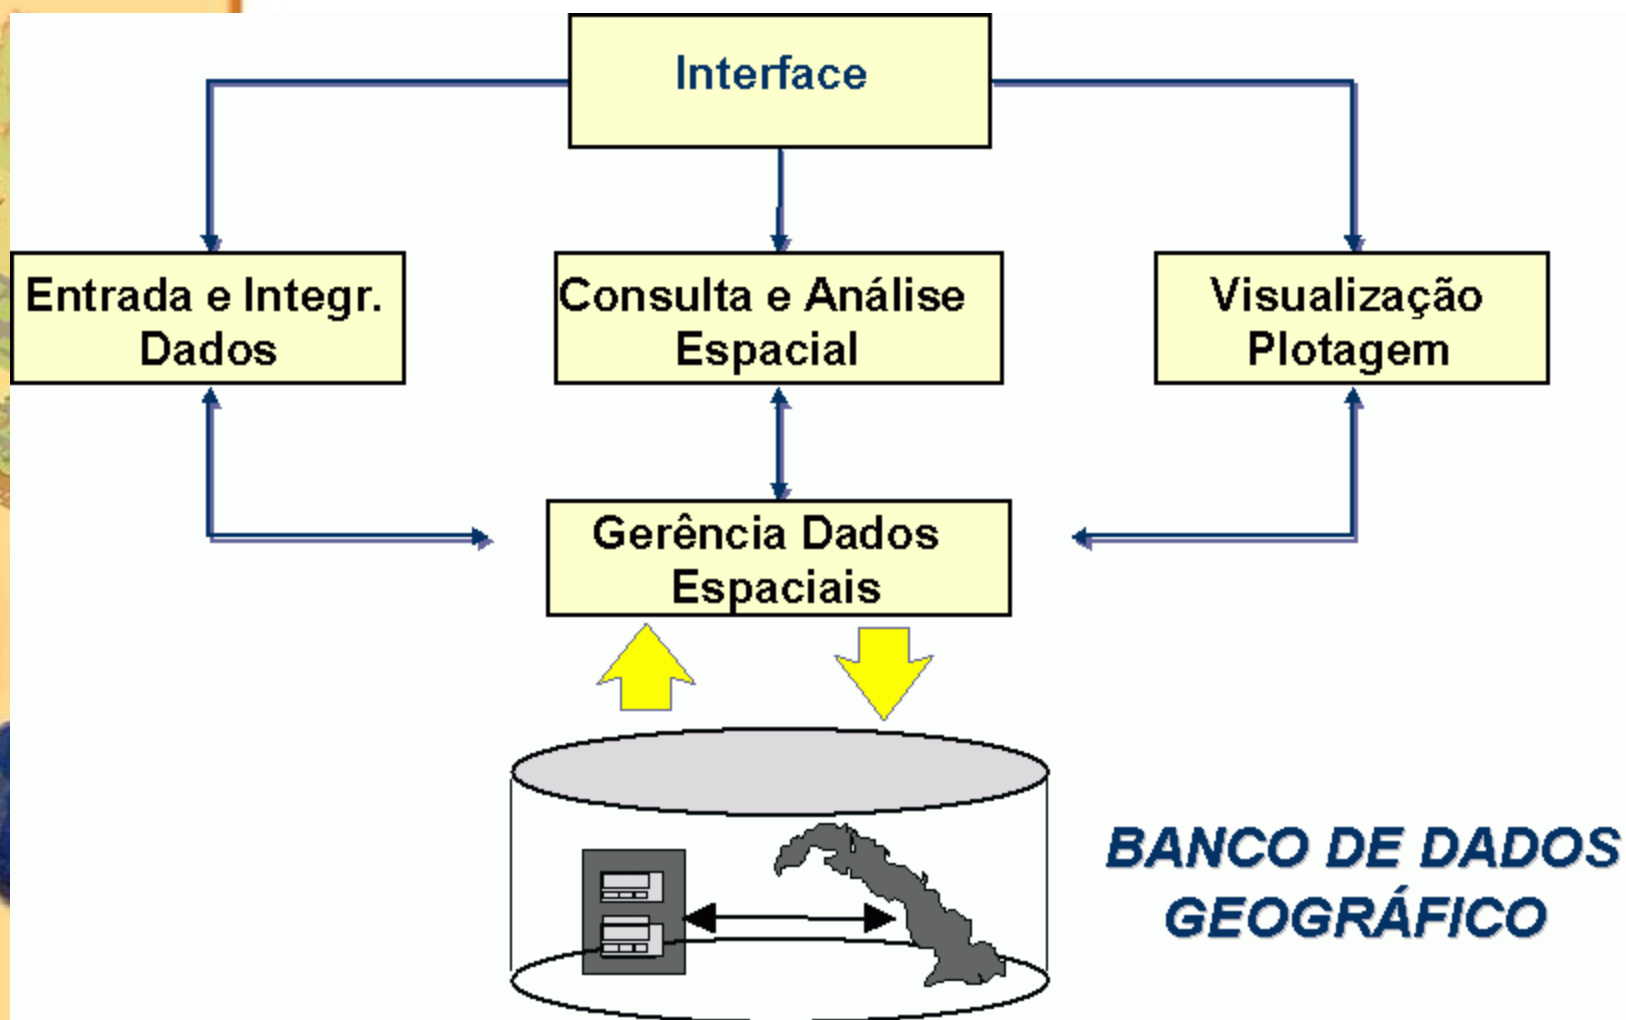 Interface
Entrada e Integr.
Dados
Consulta e Análise
Espacial
Visualização
Plotagem
Gerência Dados
Espaciais
BANCO DE DADOS
GEOGRÁFICO